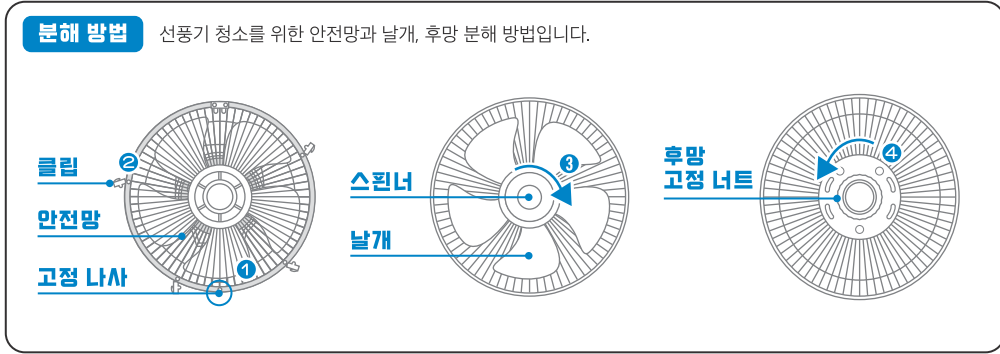 분해 방법
선풍기 청소를 위한 안전망과 날개, 후망 분해 방법입니다.
클립
②
안전망
고정 나사
①
스핀너
③
날개
후망
고정 너트
④